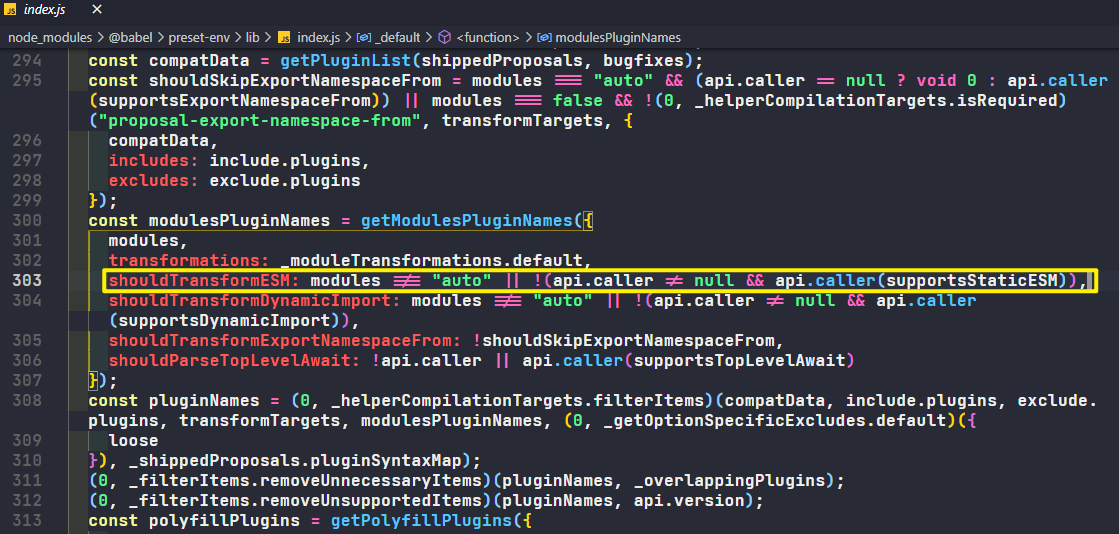 JS index.js ×
node_modules > @babel > preset-env > lib > JS index.js > _default > <function> > modulesPluginNames
294 const compatData = getPluginList(shippedProposals, bugfixes);
295 const shouldSkipExportNamespaceFrom = modules === "auto" && (api.caller == null ? void 0 : api.caller
(supportsExportNamespaceFrom)) || modules === false && !(0, _helperCompilationTargets.isRequired)
("proposal-export-namespace-from", transformTargets, {
296 compatData,
297 includes: include.plugins,
298 excludes: exclude.plugins
299 });
300 const modulesPluginNames = getModulesPluginNames({
301 modules,
302 transformations: _moduleTransformations.default,
303 shouldTransformESM: modules !== "auto" || !(api.caller != null && api.caller(supportsStaticESM)),
304 shouldTransformDynamicImport: modules !== "auto" || !(api.caller != null && api.caller
(supportsDynamicImport)),
305 shouldTransformExportNamespaceFrom: !shouldSkipExportNamespaceFrom,
306 shouldParseTopLevelAwait: !api.caller || api.caller(supportsTopLevelAwait)
307 });
308 const pluginNames = (0, _helperCompilationTargets.filterItems)(compatData, include.plugins, exclude.
plugins, transformTargets, modulesPluginNames, (0, _getOptionSpecificExcludes.default)({
309 loose
310 }), _shippedProposals.pluginSyntaxMap);
311 (0, _filterItems.removeUnnecessaryItems)(pluginNames, _overlappingPlugins);
312 (0, _filterItems.removeUnsupportedItems)(pluginNames, api.version);
313 const polyfillPlugins = getPolyfillPlugins({